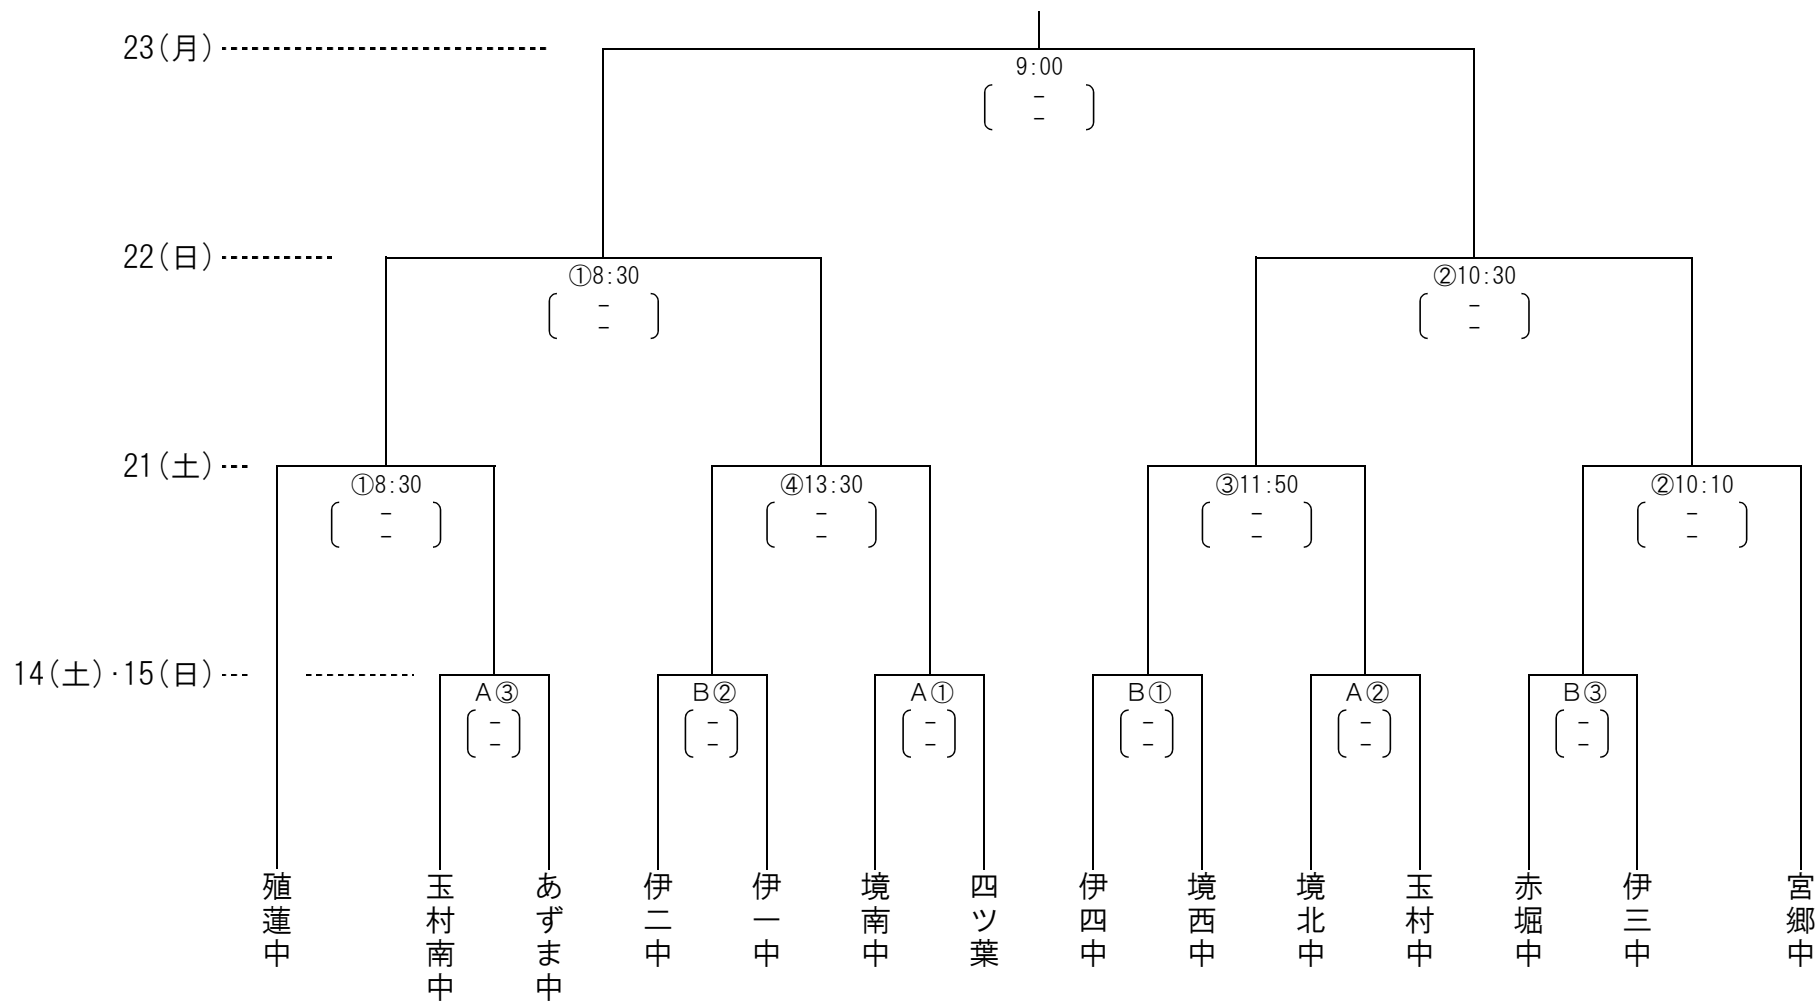 23(月)
9:00
-
-
22(日)
①8:30
②10:30
-
-
-
-
21(土)
①8:30
④13:30
③11:50
②10:10
-
-
-
-
-
-
-
-
14(土)・15(日)
A③
B②
A①
B①
A②
B③
-
-
-
-
-
-
-
-
-
-
-
-
殖蓮中
玉村南中
あずま中
伊二中
伊一中
境南中
四ツ葉
伊四中
境西中
境北中
玉村中
赤堀中
伊三中
宮郷中